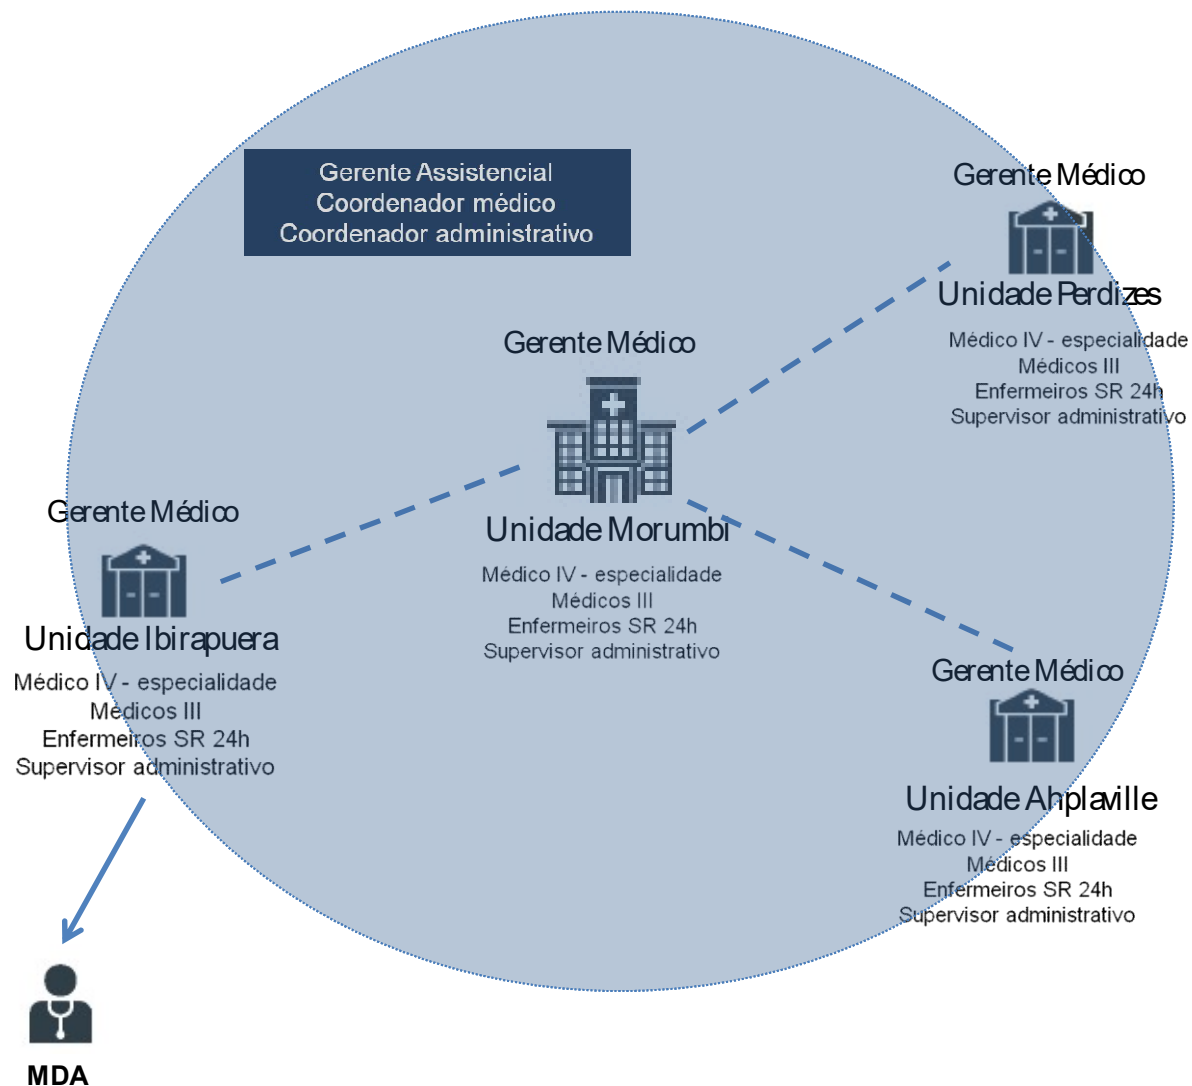 Gerente Assistencial
Coordenador médico
Coordenador administrativo
Gerente Médico
Unidade Perdizes
Médico IV - especialidade
Médicos III
Enfermeiros SR 24h
Supervisor administrativo
Gerente Médico
Unidade Morumbi
Médico IV - especialidade
Médicos III
Enfermeiros SR 24h
Supervisor administrativo
Gerente Médico
Unidade Ibirapuera
Médico IV - especialidade
Médicos III
Enfermeiros SR 24h
Supervisor administrativo
Gerente Médico
Unidade Ahplaville
Médico IV - especialidade
Médicos III
Enfermeiros SR 24h
Supervisor administrativo
MDA